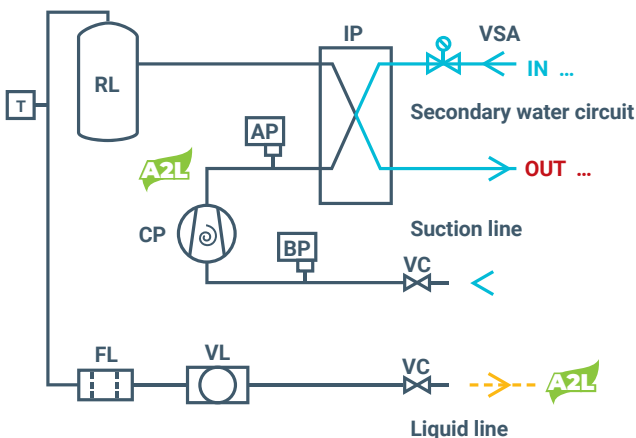 IP
VSA
RL
IN ...
T
Secondary water circuit
AP
A2L
OUT ...
CP
Suction line
BP
VC
FL
VL
VC
A2L
Liquid line